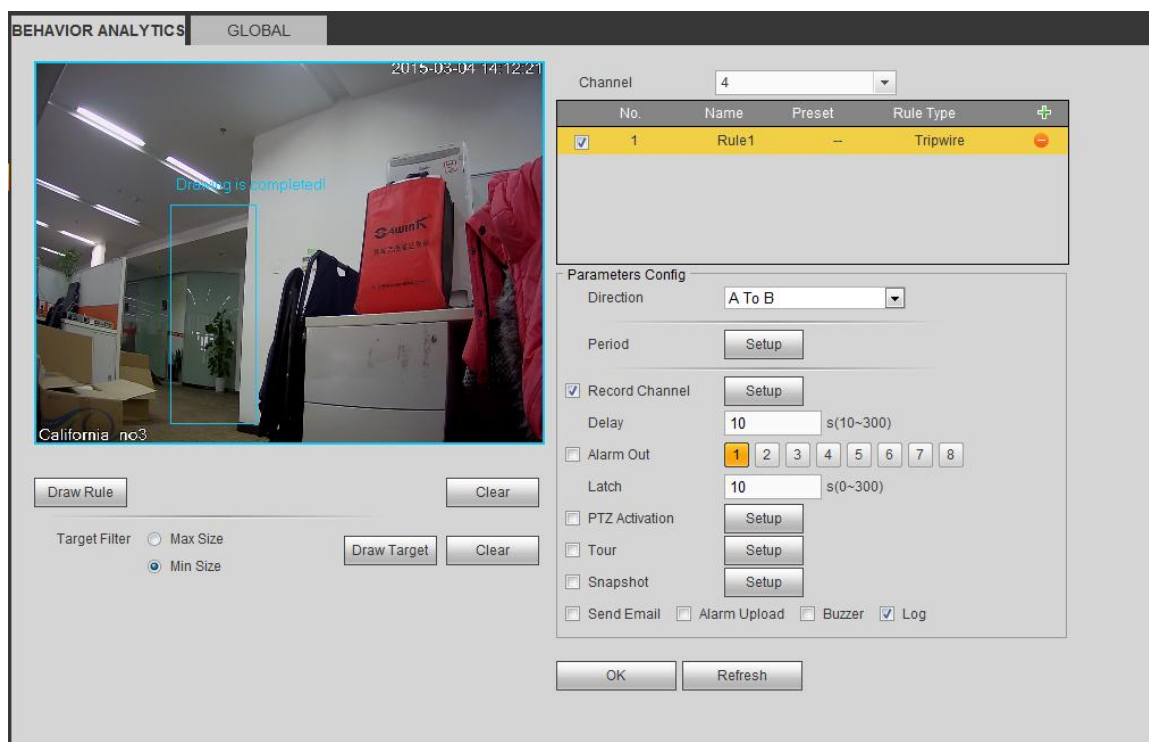 BEHAVIOR ANALYTICS GLOBAL
2015-03-04 14:12:21
Drawing is completed!
SAWINK
California no3
Draw Rule Clear
Target Filter Max Size
Min Size
Draw Target Clear
Channel 4
No. Name Preset Rule Type
1 Rule1 -- Tripwire
Parameters Config
Direction A To B
Period Setup
Record Channel Setup
Delay 10 s(10~300)
Alarm Out 1 2 3 4 5 6 7 8
Latch 10 s(0~300)
PTZ Activation Setup
Tour Setup
Snapshot Setup
Send Email Alarm Upload Buzzer Log
OK Refresh